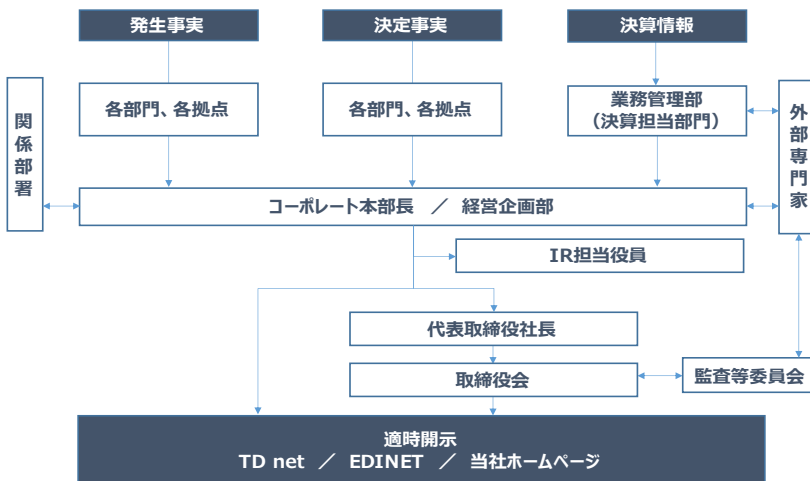 発生事実
決定事実
決算情報
各部門、各拠点
各部門、各拠点
業務管理部
（決算担当部門）
関係部署
外部専門家
コーポレート本部長 ／ 経営企画部
IR担当役員
代表取締役社長
取締役会
監査等委員会
適時開示
TD net ／ EDINET ／ 当社ホームページ